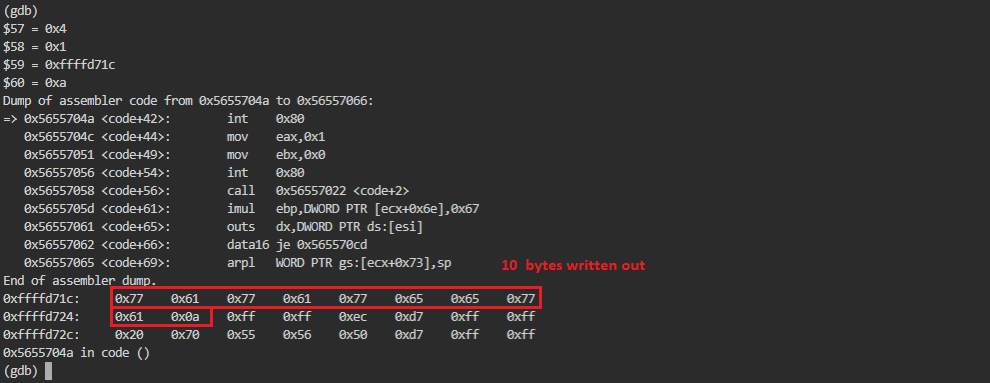 (gdb)
$57 = 0x4
$58 = 0x1
$59 = 0xffffd71c
$60 = 0xa
Dump of assembler code from 0x5655704a to 0x56557066:
=> 0x5655704a <code+42>:	int	0x80
0x5655704c <code+44>:	mov	eax,0x1
0x56557051 <code+49>:	mov	ebx,0x0
0x56557056 <code+54>:	int	0x80
0x56557058 <code+56>:	call	0x56557022 <code+2>
0x5655705d <code+61>:	imul	ebp,DWORD PTR [ecx+0x6e],0x67
0x56557061 <code+65>:	outs	dx,DWORD PTR ds:[esi]
0x56557062 <code+66>:	data16 je 0x565570cd
0x56557065 <code+69>:	arpl	WORD PTR gs:[ecx+0x73],sp
10 bytes written out
End of assembler dump.
0xffffd71c:	0x77	0x61	0x77	0x61	0x77	0x65	0x65	0x77
0xffffd724:	0x61	0x0a	0xff	0xff	0xec	0xd7	0xff	0xff
0xffffd72c:	0x20	0x70	0x55	0x56	0x50	0xd7	0xff	0xff
0x5655704a in code ()
(gdb)